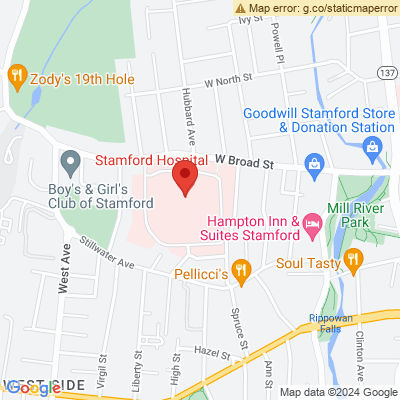 Map error: g.co/staticmaperror
Ivy St
Powell Pl
Zody's 19th Hole
W North St
137
Hubbard Ave
Goodwill Stamford Store
& Donation Station
Stamford Hospital
W Broad St
Boy's & Girl's
Club of Stamford
Mill River
Park
Hampton Inn &
Suites Stamford
Stillwater Ave
West Ave
Soul Tasty
Pellicci's
Rippowan
Falls
Spruce St
Hazel St
Virgil St
Liberty St
High St
Ann St
Clinton Ave
WEST SIDE
Google
Map data ©2024 Google